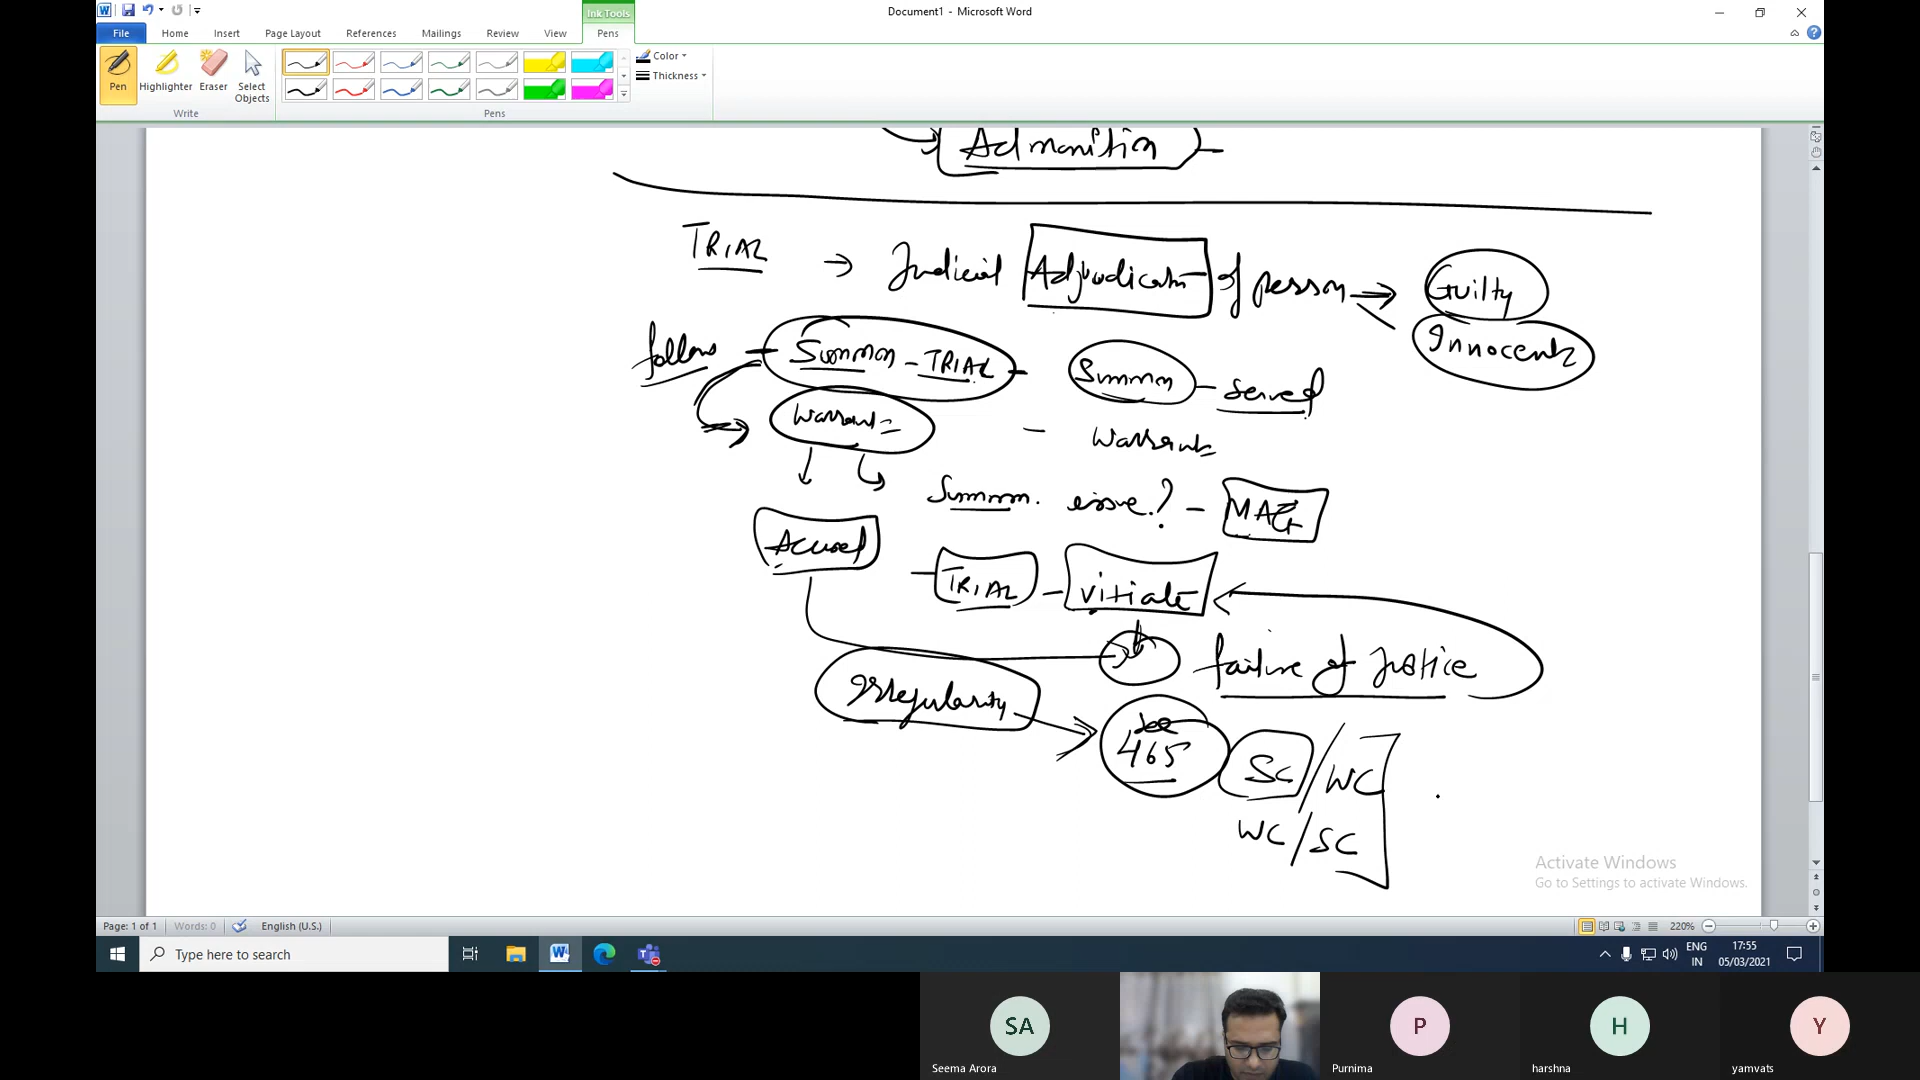 Document1 - Microsoft Word
Ink Tools
File Home Insert Page Layout References Mailings Review View Pens
Pen Highlighter Eraser Select Objects
Color
Thickness
Write Pens
Admonition
TRIAL → Judicial Adjudicatn of person Guilty
Innocent
follow Summon - TRIAL - Summon - served
Warrant - Warrant
Summon. issue? -
Accused
TRIAL - vitiate
failure of Justice
Irregularity
465 SC / WC
WC / SC
Activate Windows
Go to Settings to activate Windows.
Page: 1 of 1 Words: 0 English (U.S.) 220%
Type here to search
ENG 17:55
IN 05/03/2021
SA P H Y
Seema Arora Purnima harshna yamvats